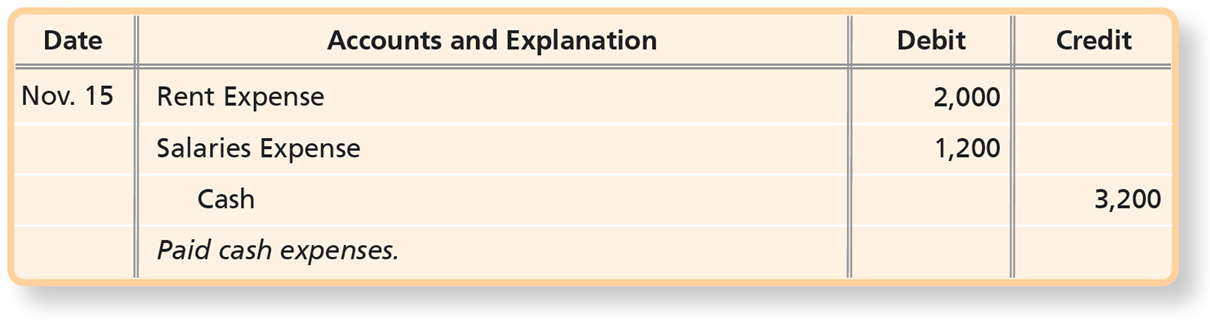 Date Accounts and Explanation Debit Credit
Nov. 15 Rent Expense 2,000
Salaries Expense 1,200
Cash 3,200
Paid cash expenses.